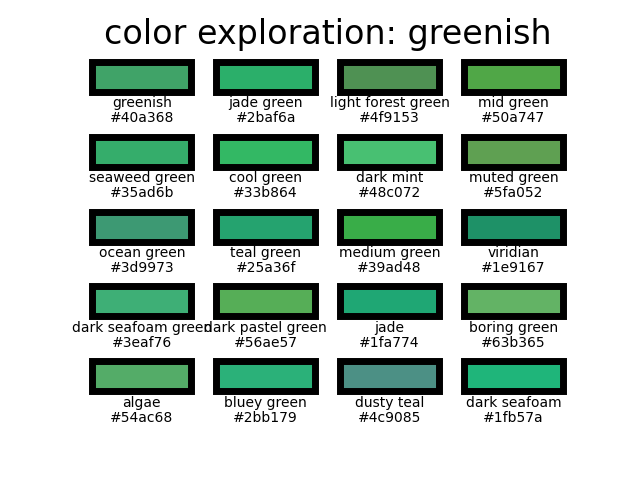 color exploration: greenish
greenish
#40a368
jade green
#2baf6a
light forest green
#4f9153
mid green
#50a747
seaweed green
#35ad6b
cool green
#33b864
dark mint
#48c072
muted green
#5fa052
ocean green
#3d9973
teal green
#25a36f
medium green
#39ad48
viridian
#1e9167
dark seafoam green
#3eaf76
dark pastel green
#56ae57
jade
#1fa774
boring green
#63b365
algae
#54ac68
bluey green
#2bb179
dusty teal
#4c9085
dark seafoam
#1fb57a